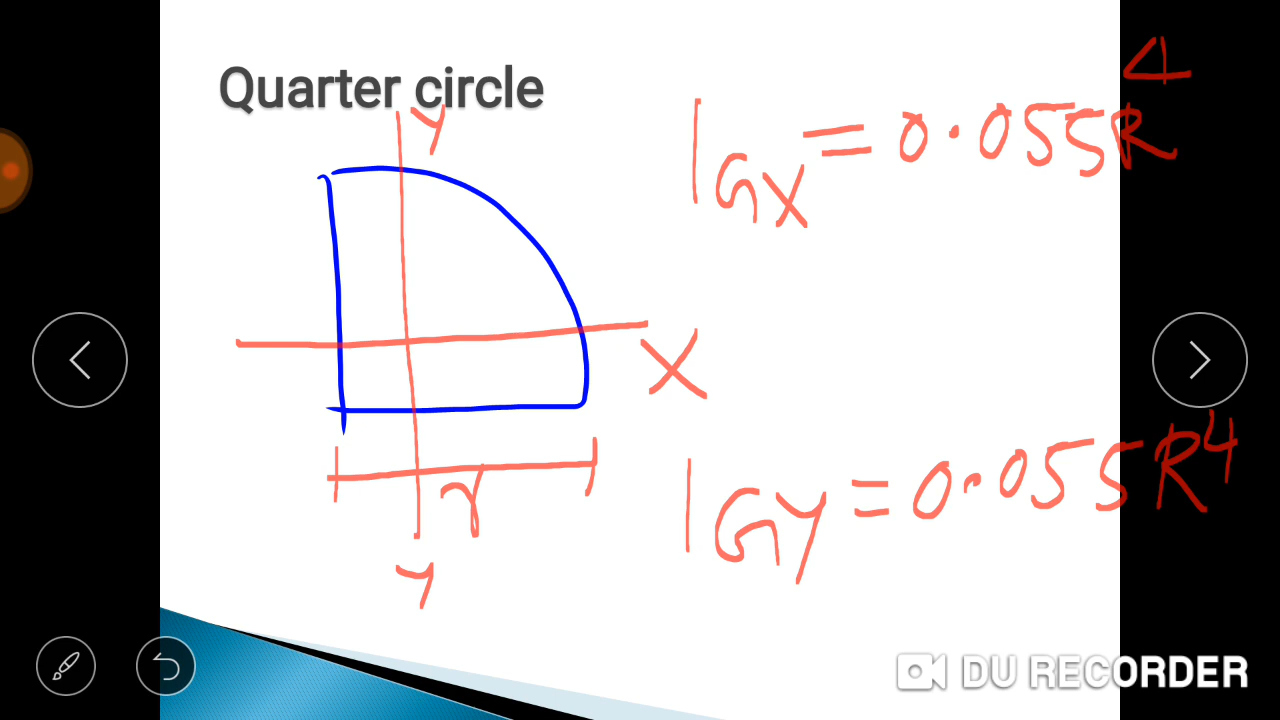 Quarter circle
Y
IGX = 0.055R⁴
X
IGY = 0.055R⁴
r
Y
DU RECORDER